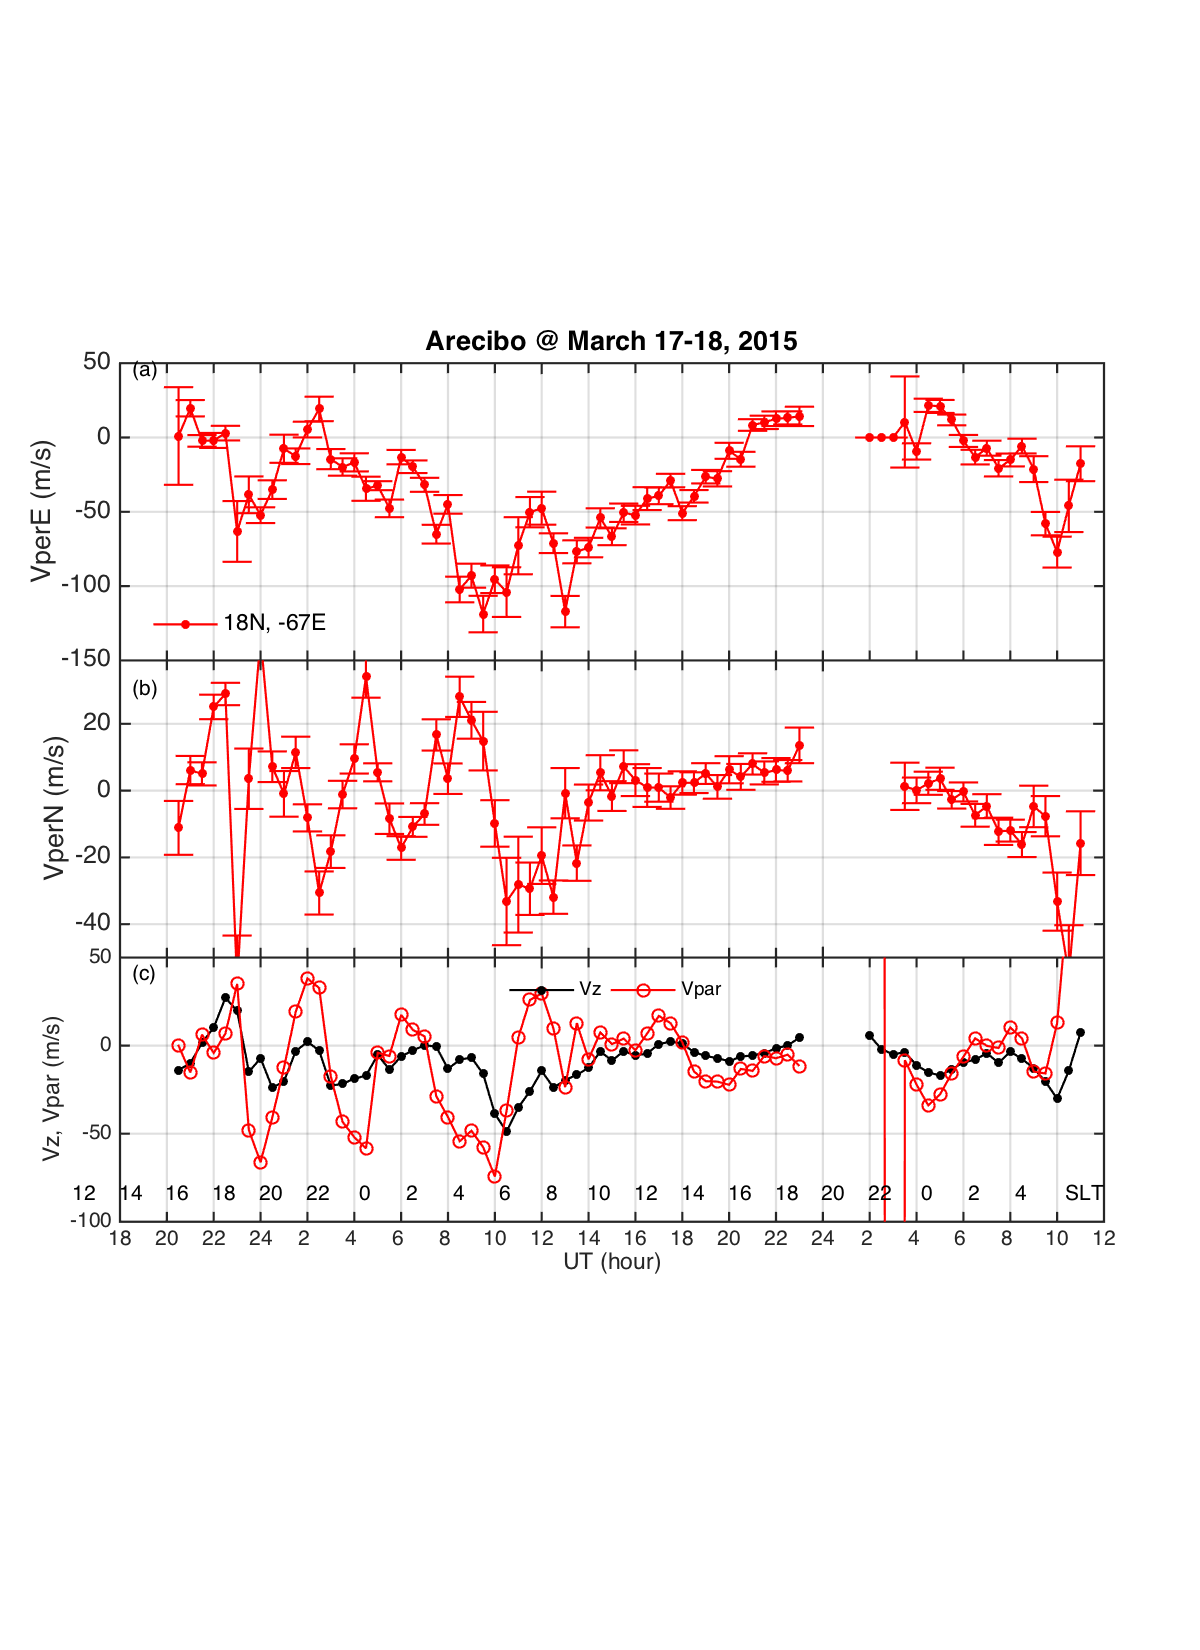 Arecibo @ March 17-18, 2015
50
(a)
0
-50
-100
-150
VperE (m/s)
18N, -67E
(b)
20
0
-20
-40
VperN (m/s)
50
(c)
Vz
Vpar
0
-50
-100
Vz, Vpar (m/s)
12 14 16 18 20 22 0 2 4 6 8 10 12 14 16 18 20 22 0 2 4 SLT
18 20 22 24 2 4 6 8 10 12 14 16 18 20 22 24 2 4 6 8 10 12
UT (hour)